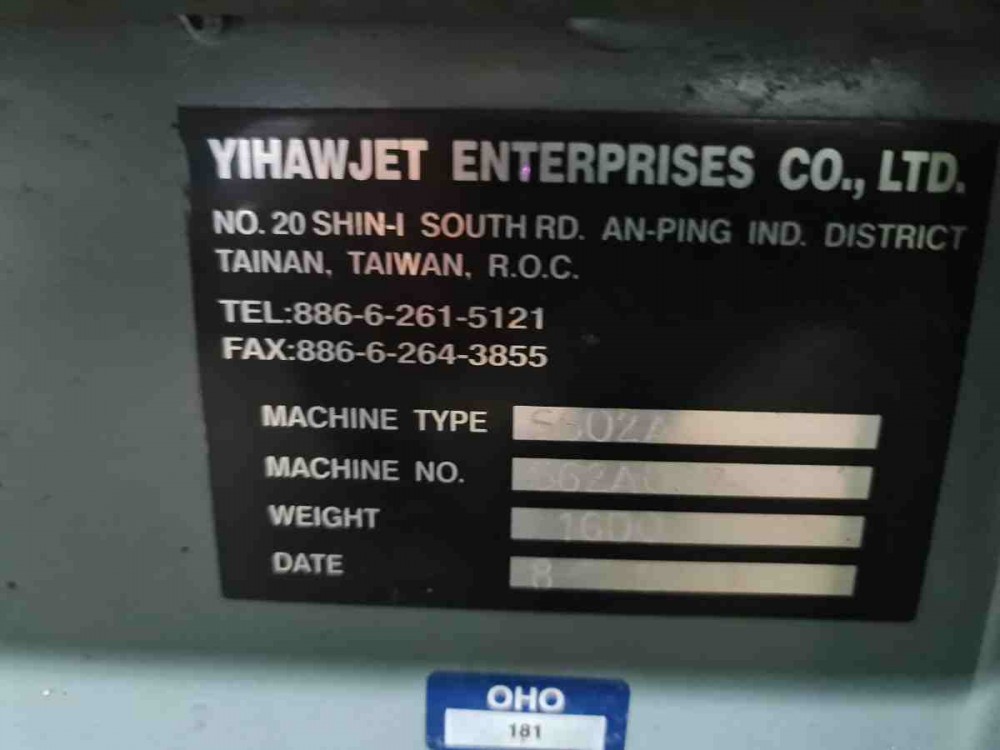 YIHAWJET ENTERPRISES CO., LTD.
NO. 20 SHIN-I SOUTH RD. AN-PING IND. DISTRICT
TAINAN, TAIWAN, R.O.C.
TEL:886-6-261-5121
FAX:886-6-264-3855
MACHINE TYPE
MACHINE NO.
WEIGHT
DATE 8
OHO
181